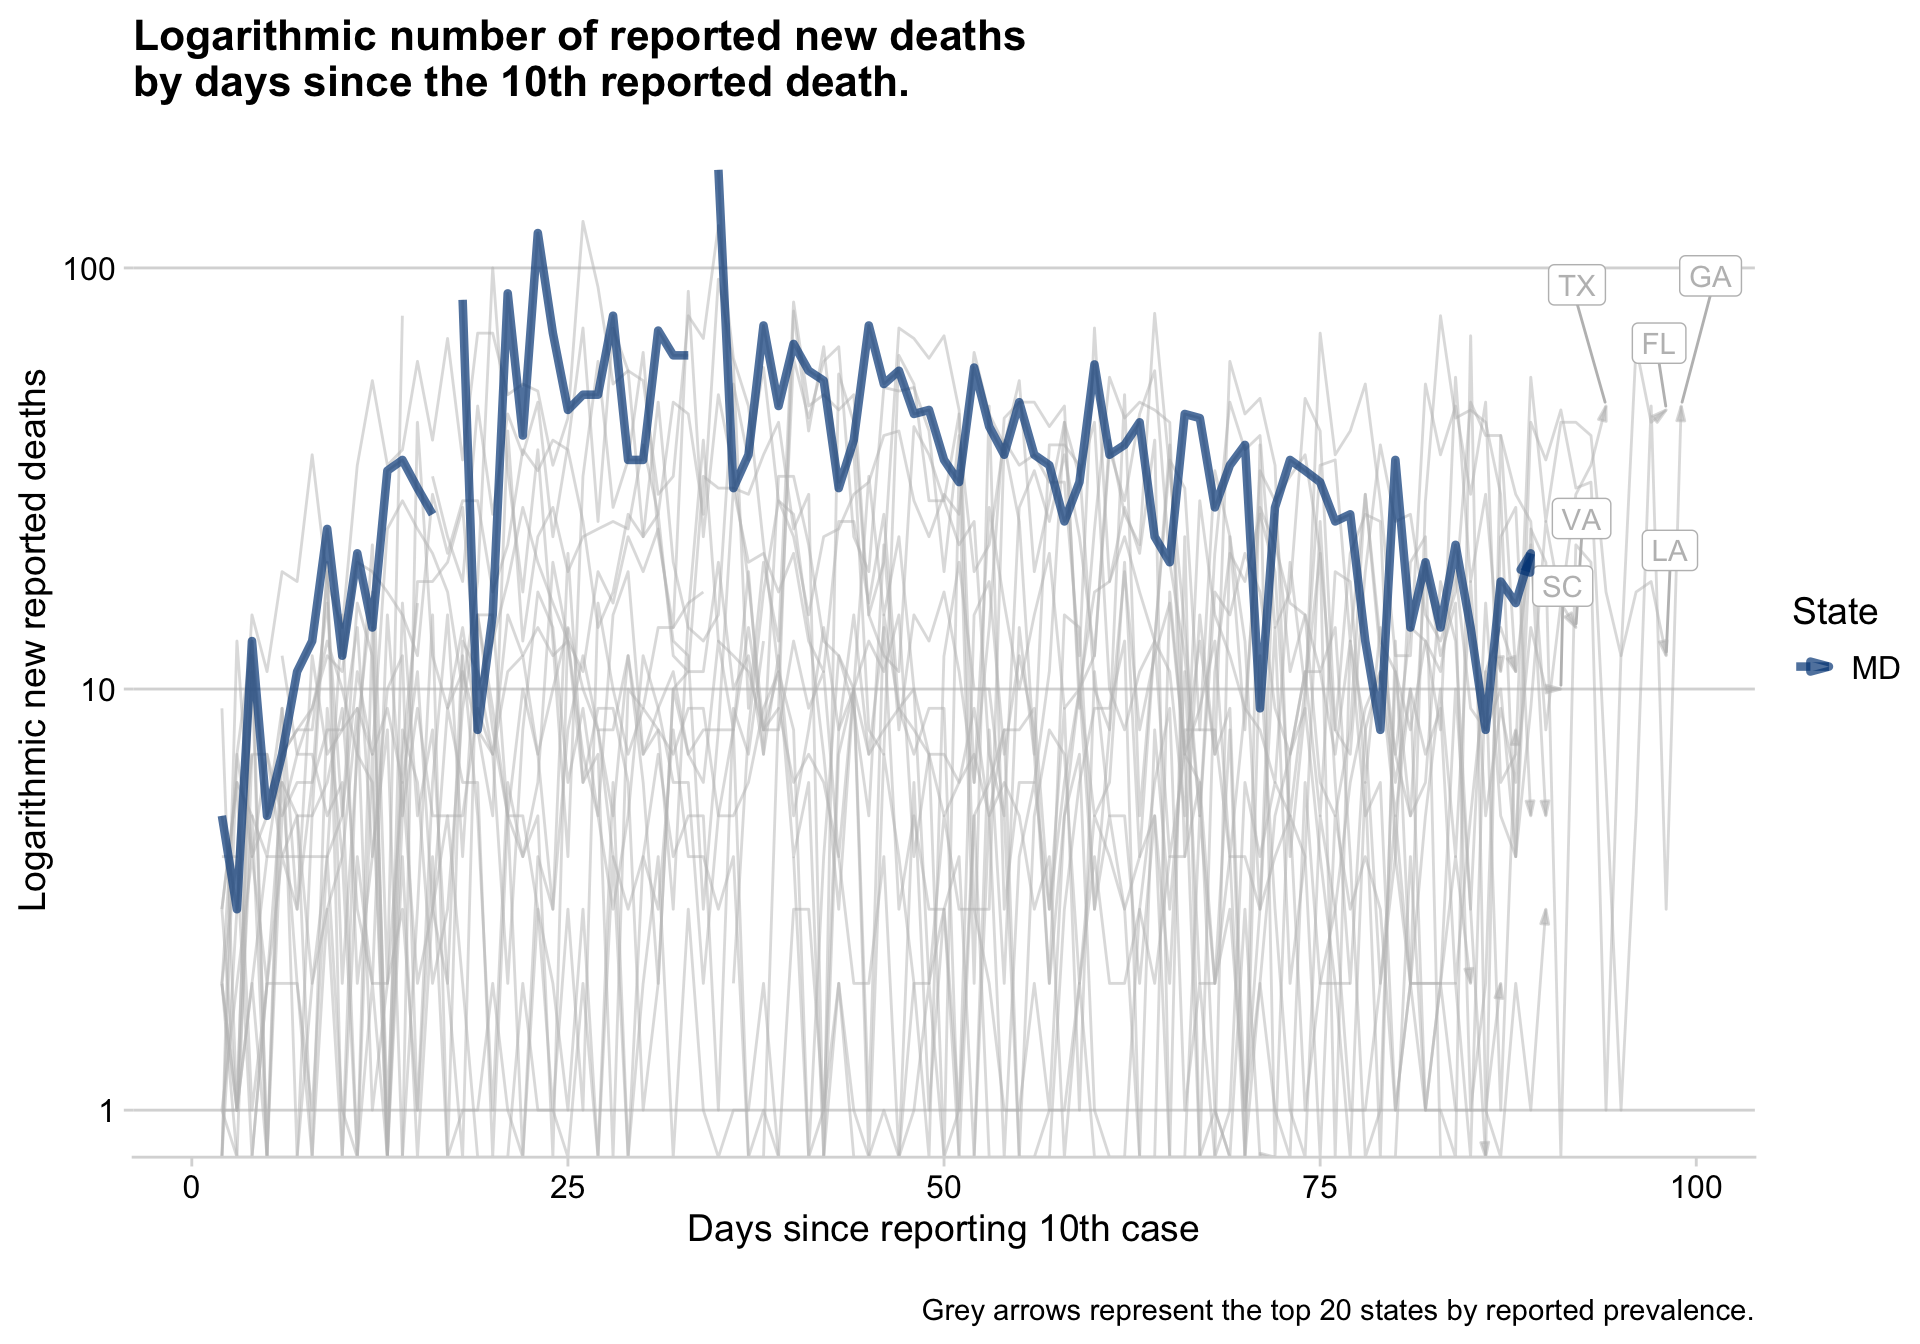 Logarithmic number of reported new deaths
by days since the 10th reported death.
Logarithmic new reported deaths
100
10
1
TX
GA
FL
VA
LA
SC
State
MD
0
25
50
75
100
Days since reporting 10th case
Grey arrows represent the top 20 states by reported prevalence.